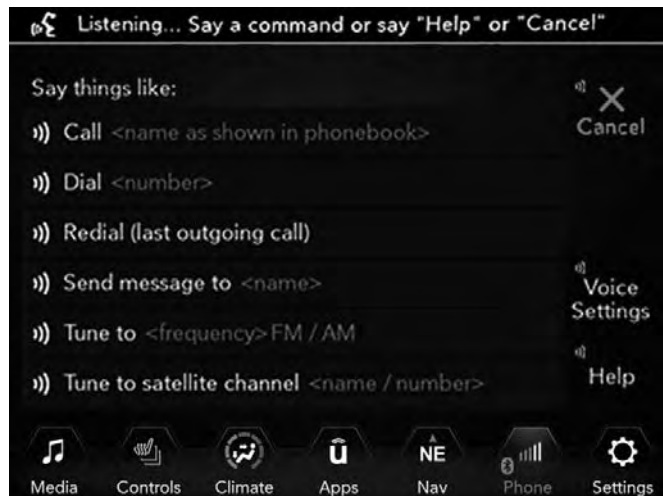 Listening... Say a command or say "Help" or "Cancel"
Say things like:
Call <name as shown in phonebook>
Dial <number>
Redial (last outgoing call)
Send message to <name>
Tune to <frequency> FM / AM
Tune to satellite channel <name / number>
Cancel
Voice
Settings
Help
û
NE
Media Controls Climate Apps Nav Phone Settings